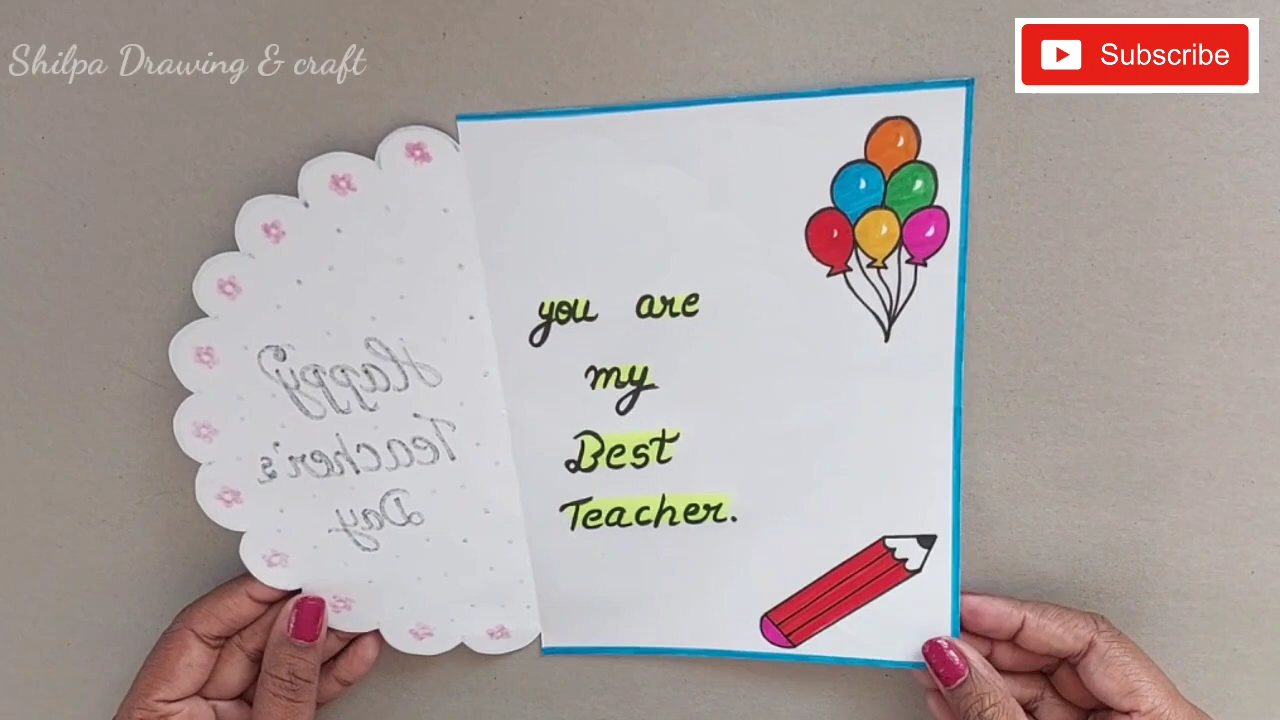 Shilpa Drawing & craft
Subscribe
Happy
Teacher's
Day
you are
my
Best
Teacher.